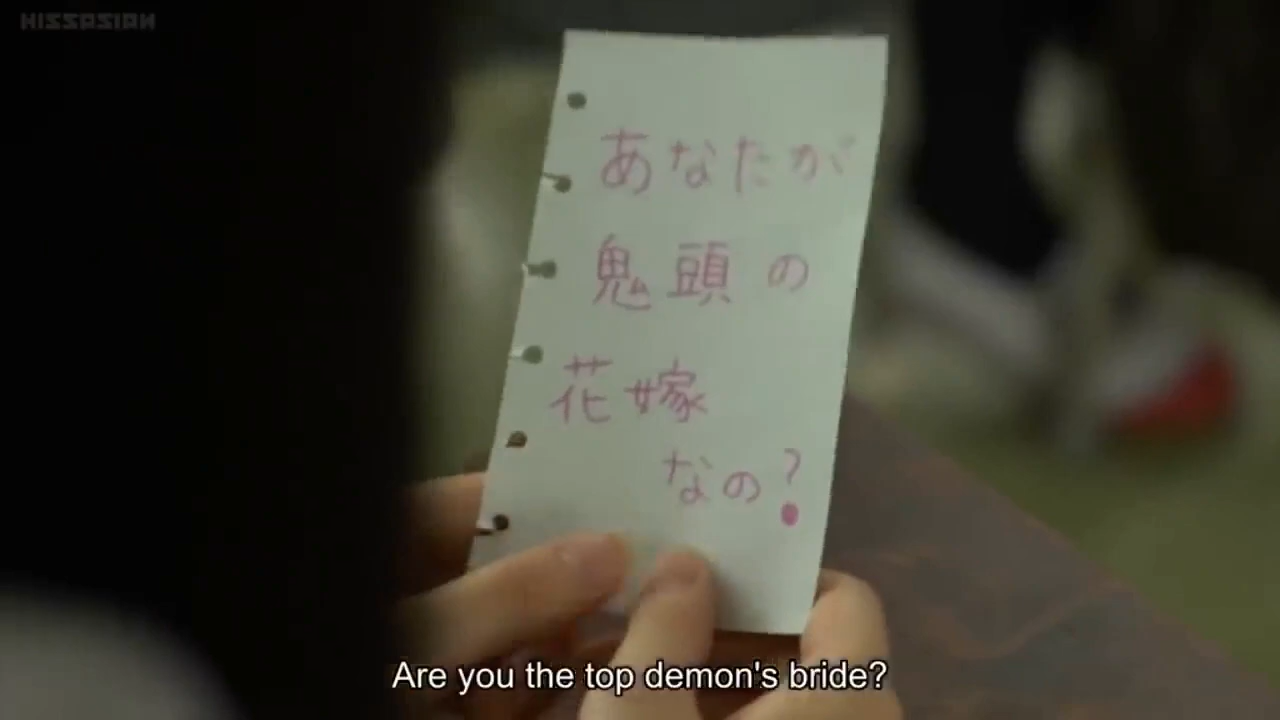 KISSASIAN
あなたが
鬼頭の
花嫁
なの?
Are you the top demon's bride?